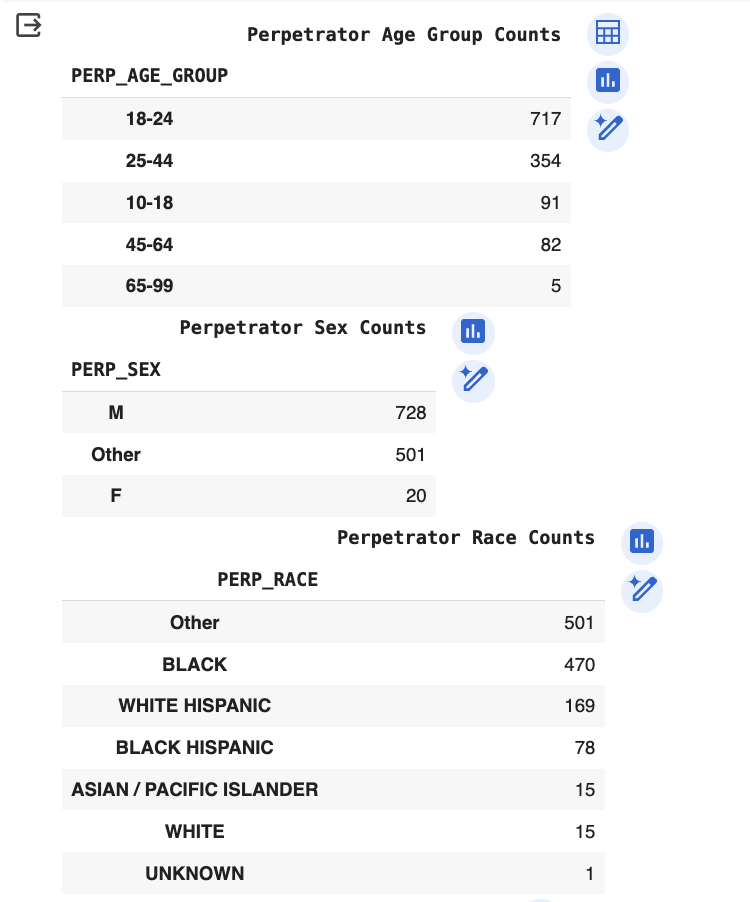 Perpetrator Age Group Counts
PERP_AGE_GROUP
18-24 717
25-44 354
10-18 91
45-64 82
65-99 5
Perpetrator Sex Counts
PERP_SEX
M 728
Other 501
F 20
Perpetrator Race Counts
PERP_RACE
Other 501
BLACK 470
WHITE HISPANIC 169
BLACK HISPANIC 78
ASIAN / PACIFIC ISLANDER 15
WHITE 15
UNKNOWN 1